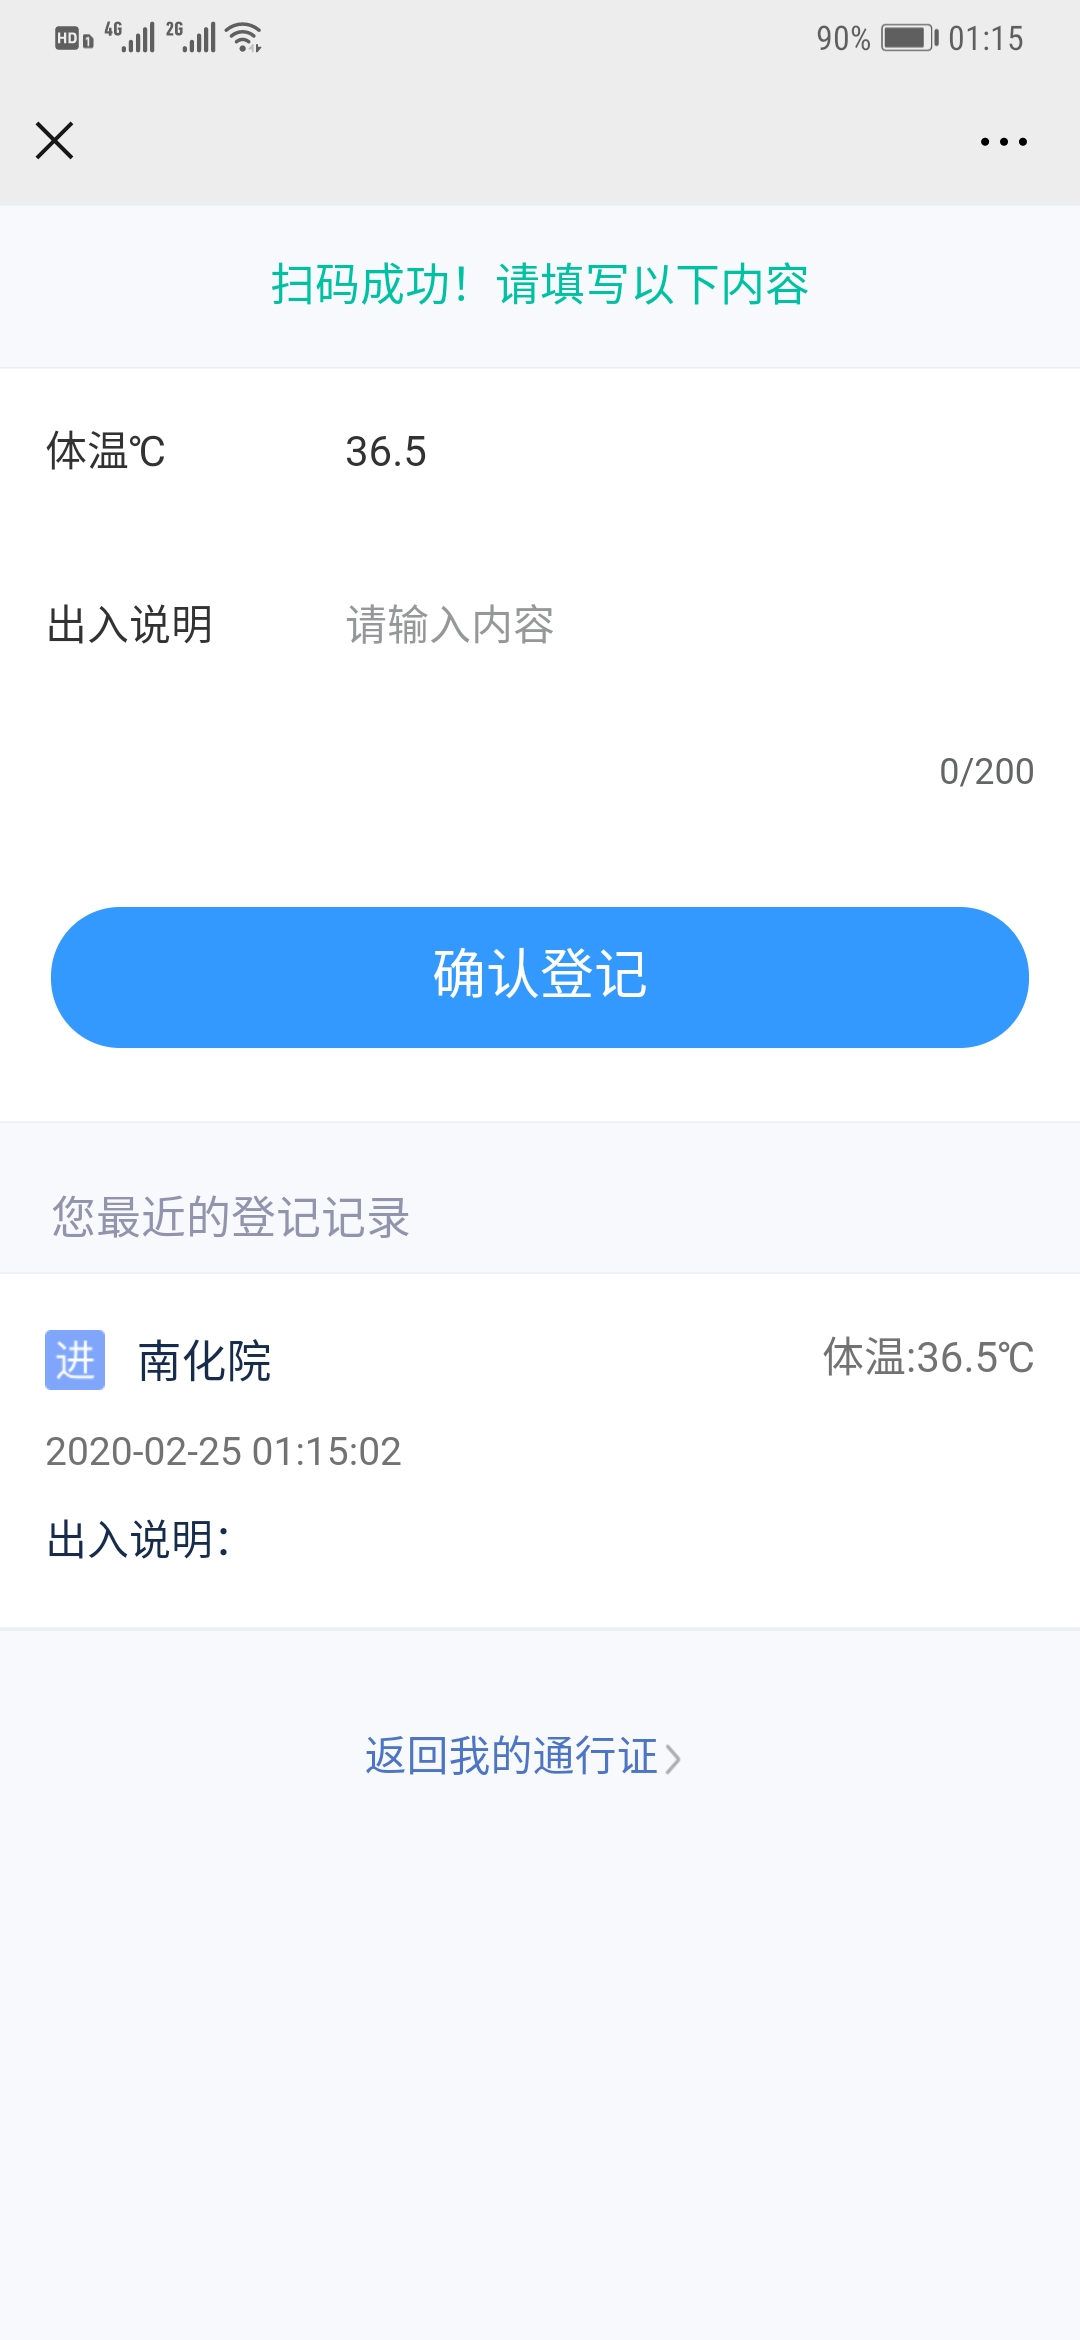 HD 1 4G 2G 90% 01:15
扫码成功！请填写以下内容
体温℃ 36.5
出入说明 请输入内容
0/200
确认登记
您最近的登记记录
进 南化院 体温:36.5℃
2020-02-25 01:15:02
出入说明：
返回我的通行证